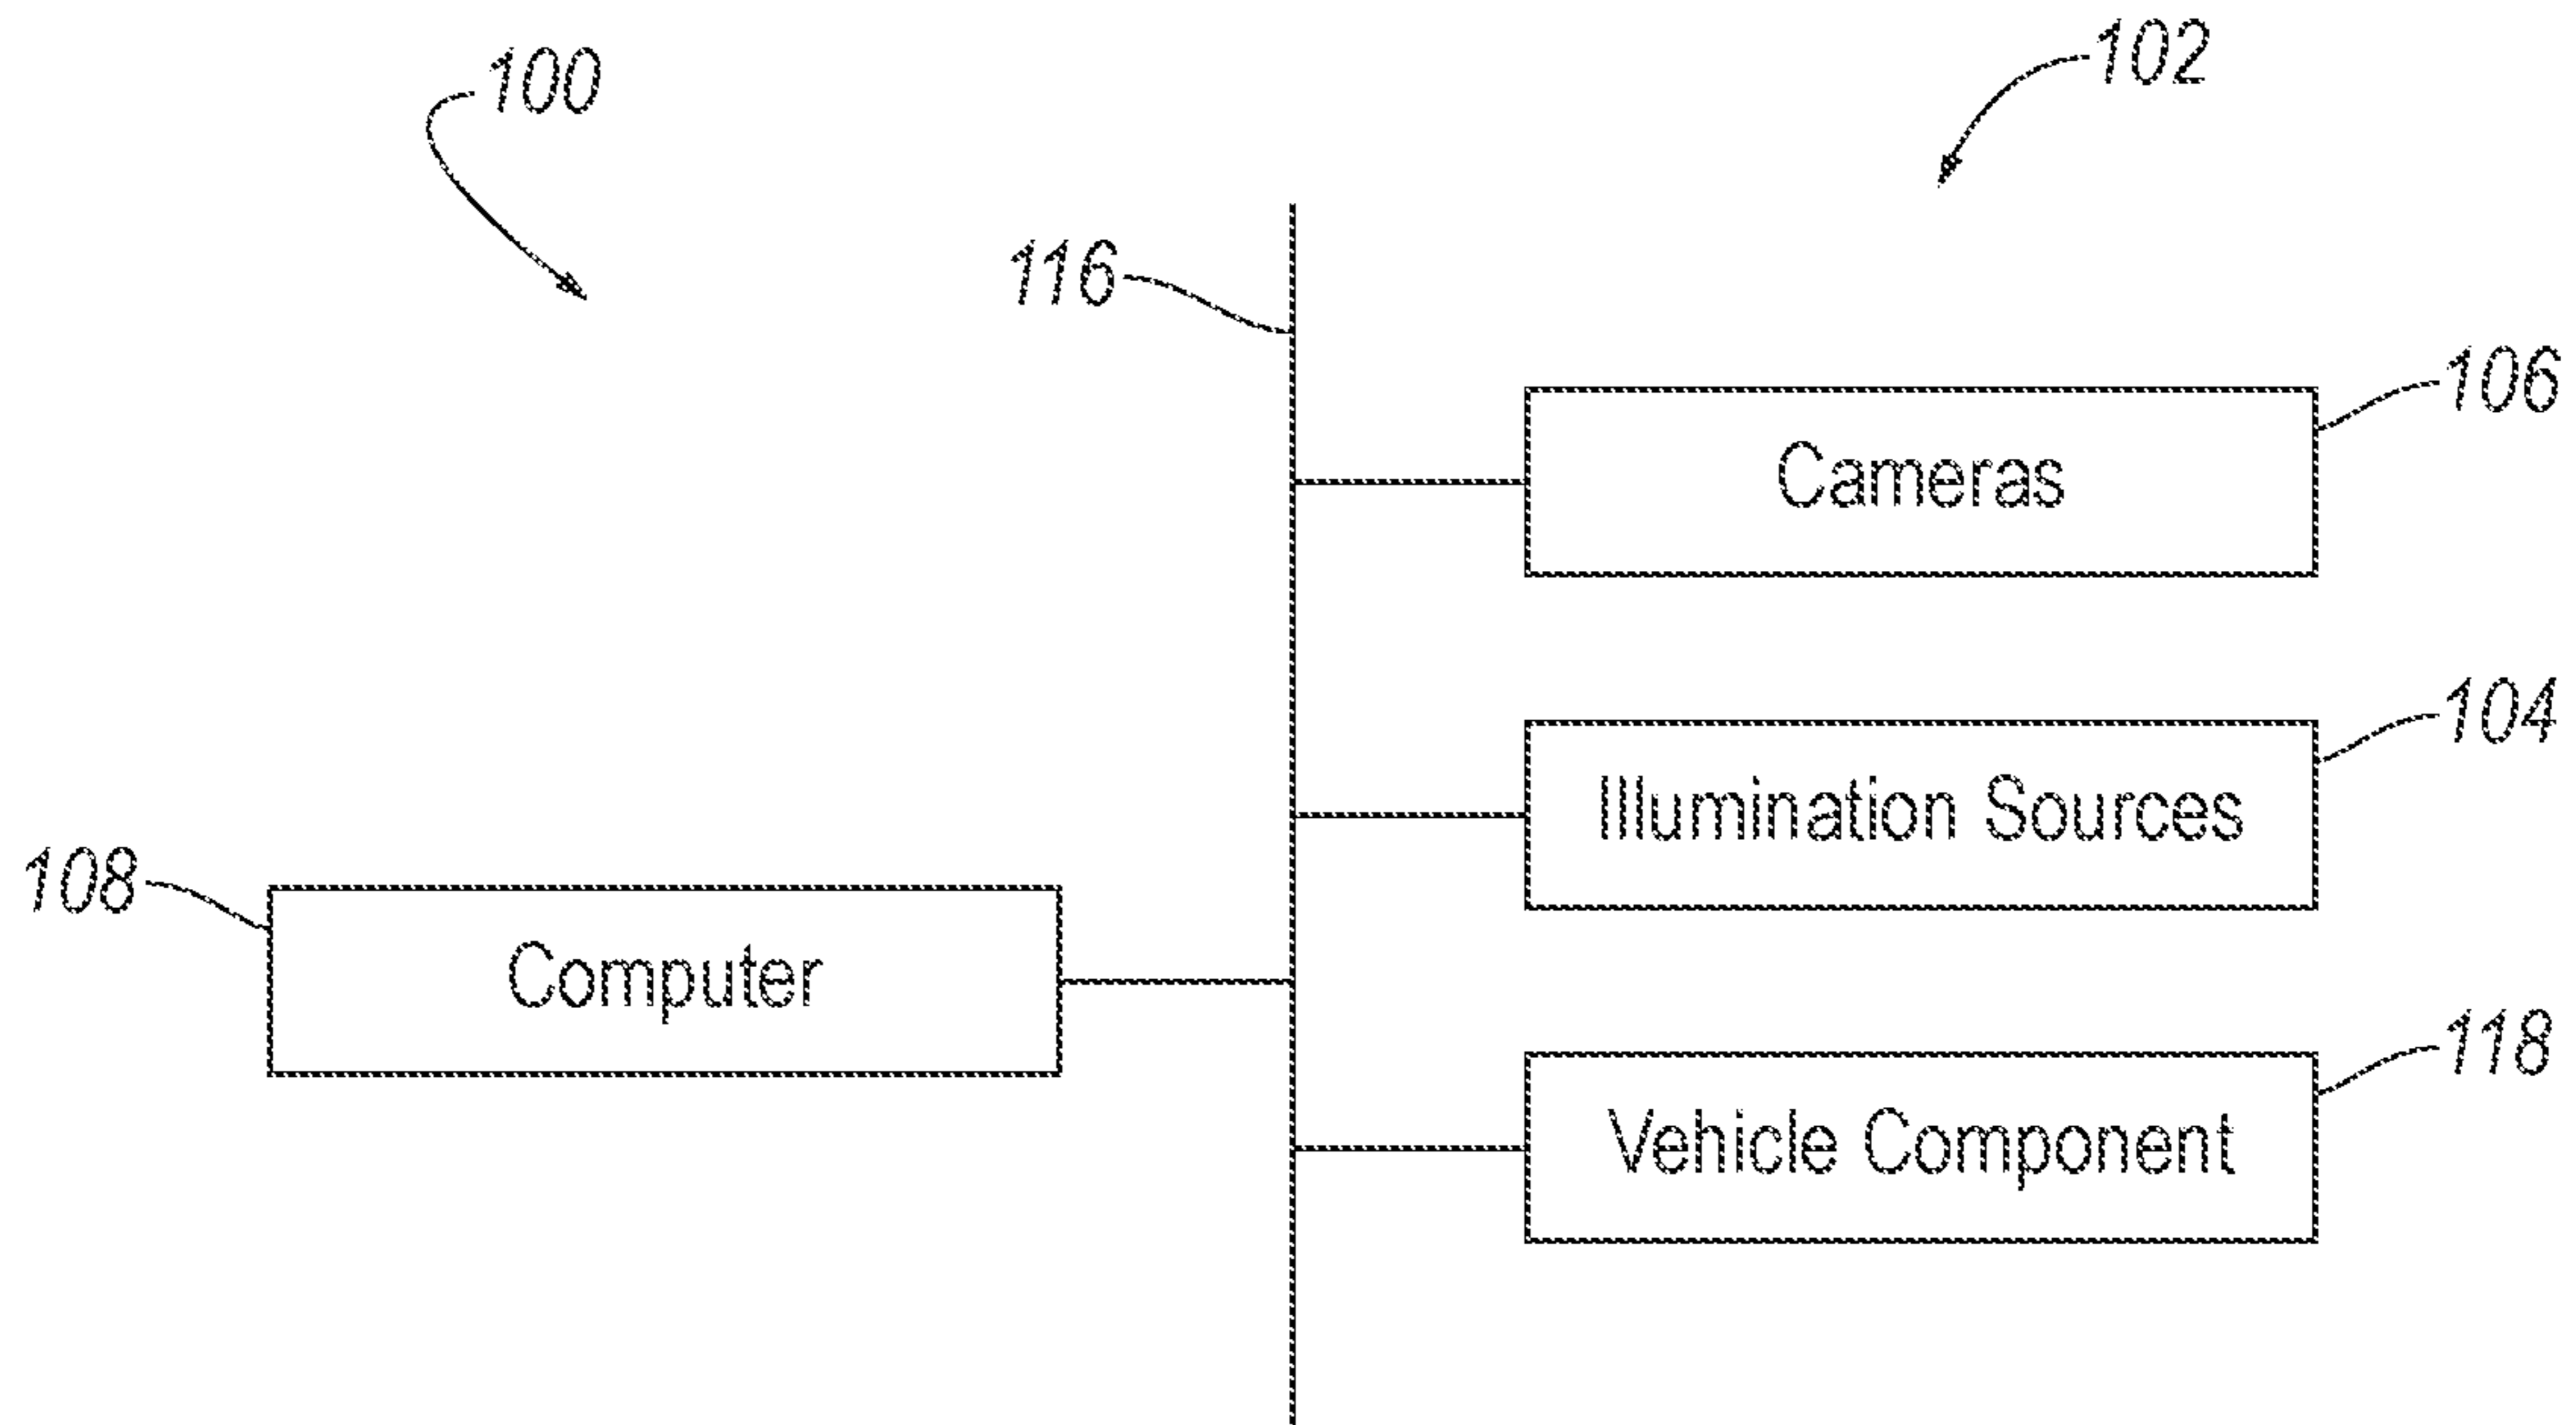 100
102
116
106
Cameras
104
Illumination Sources
108
Computer
118
Vehicle Component